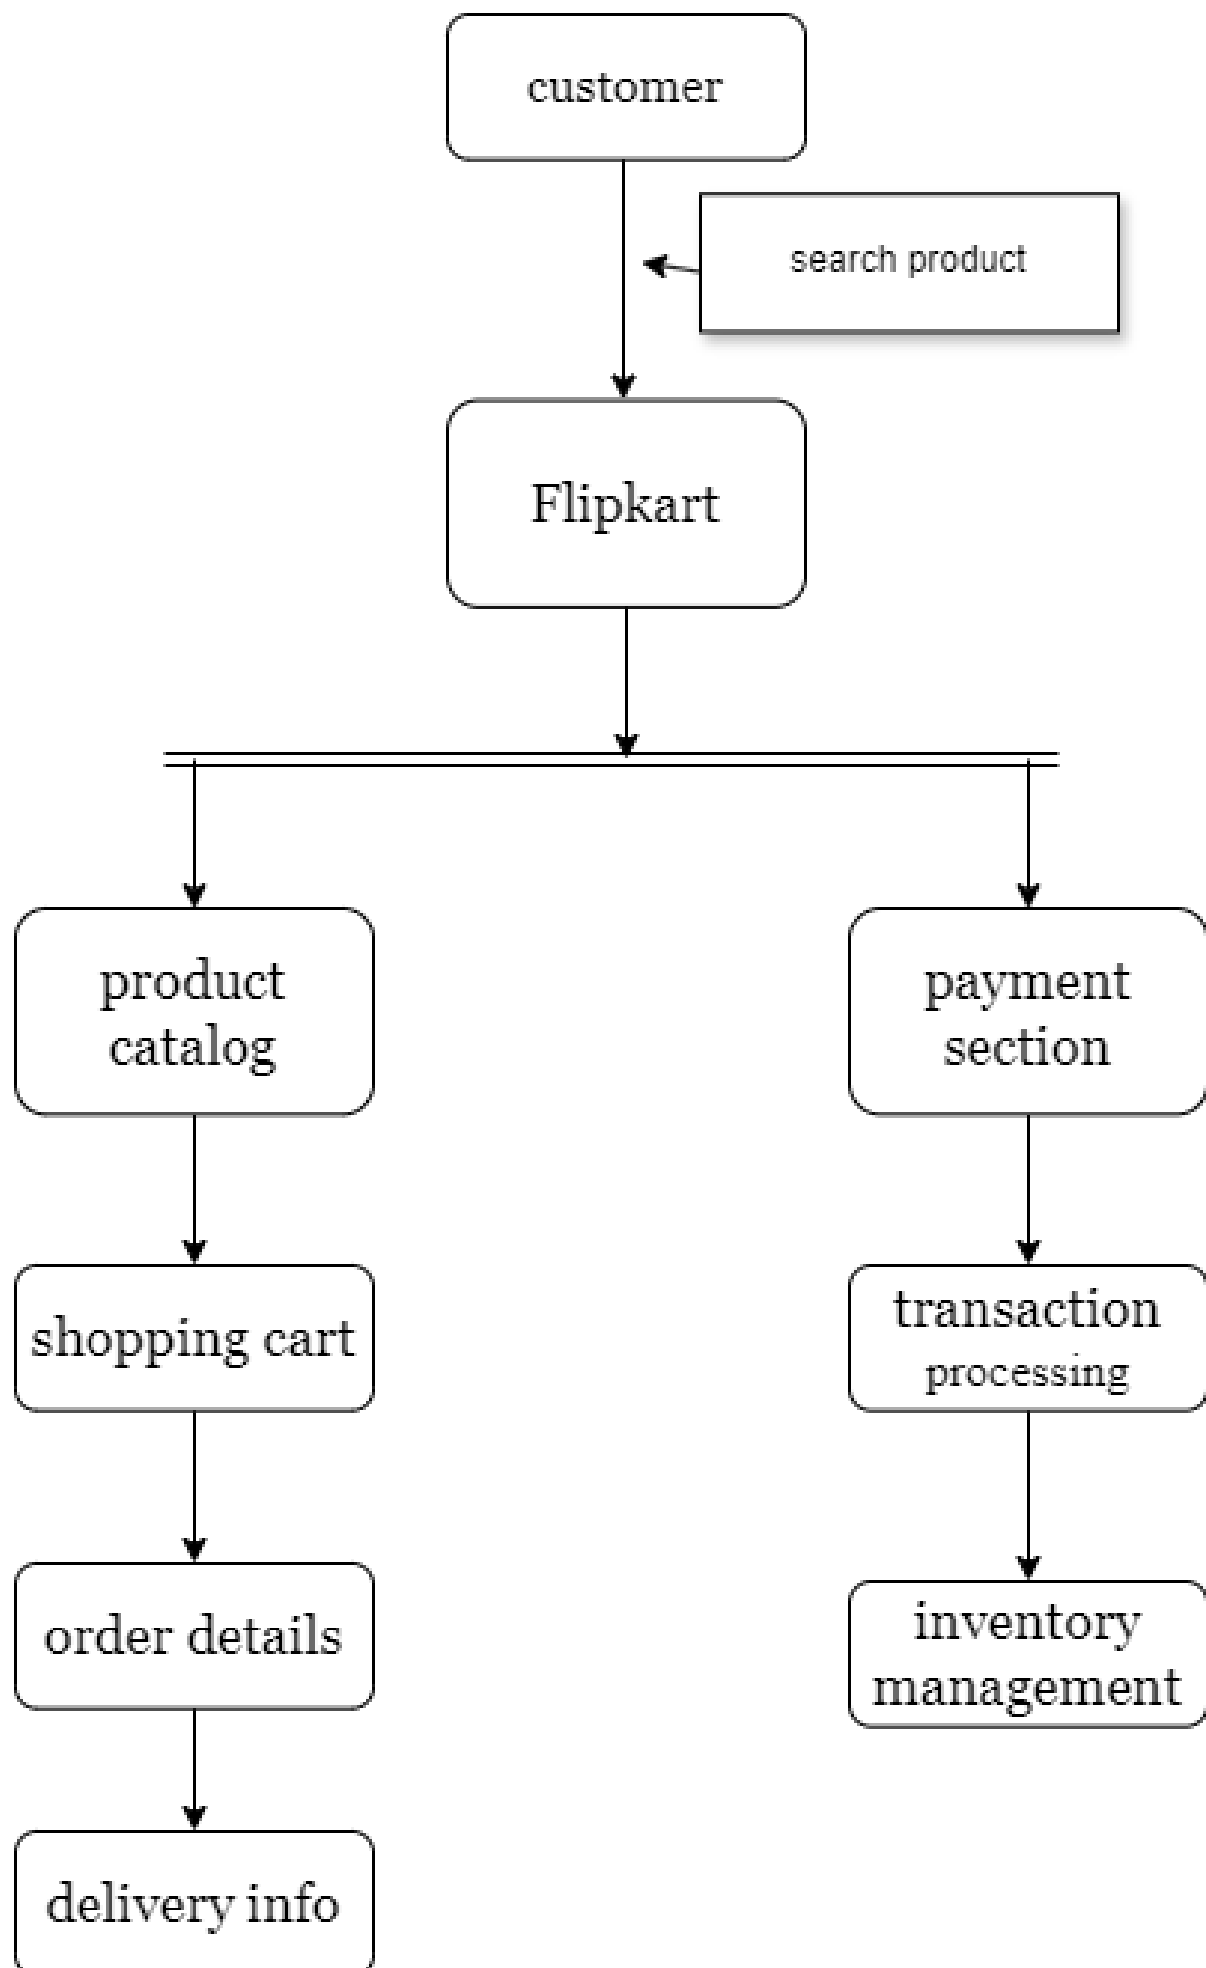 customer
search product
Flipkart
product
catalog
payment
section
shopping cart
transaction
processing
order details
inventory
management
delivery info